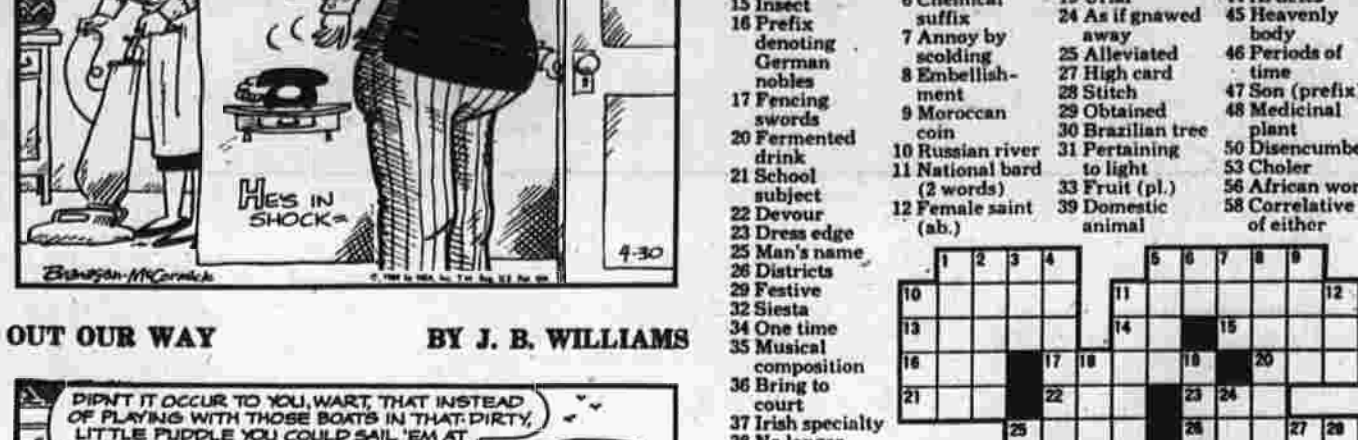 HE'S IN
SHOCK=
4-30
Branagan-McCormick
OUT OUR WAY
BY J. B. WILLIAMS
DIDN'T IT OCCUR TO YOU, WART, THAT INSTEAD
OF PLAYING WITH THOSE BOATS IN THAT DIRTY,
LITTLE PUDDLE YOU COULD SAIL 'EM AT
15 Insect
16 Prefix
denoting
German
nobles
17 Fencing
swords
20 Fermented
drink
21 School
subject
22 Devour
23 Dress edge
25 Man's name
26 Districts
29 Festive
32 Siesta
34 One time
35 Musical
composition
36 Bring to
court
37 Irish specialty
suffix
7 Annoy by
scolding
8 Embellish-
ment
9 Moroccan
coin
10 Russian river
11 National bard
(2 words)
12 Female saint
(ab.)
24 As if gnawed
away
25 Alleviated
27 High card
28 Stitch
29 Obtained
30 Brazilian tree
31 Pertaining
to light
33 Fruit (pl.)
39 Domestic
animal
45 Heavenly
body
46 Periods of
time
47 Son (prefix
48 Medicinal
plant
50 Disencumbe
53 Choler
56 African wor
58 Correlative
of either
1 2 3 4 5 6 7 8 9
10 11 12
13 14 15
16 17 18 19 20
21 22 23 24
25 26 27 28